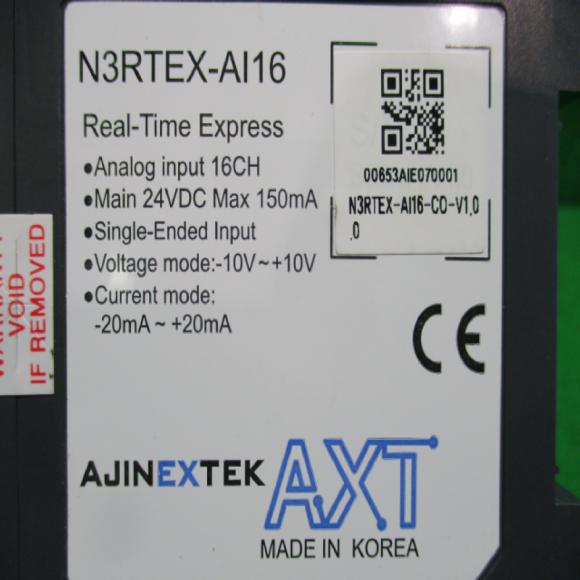 N3RTEX-AI16
Real-Time Express
•Analog input 16CH
•Main 24VDC Max 150mA
•Single-Ended Input
•Voltage mode:-10V~+10V
•Current mode:
-20mA ~ +20mA
00653AIE070001
N3RTEX-AI16-CO-V1.0
.0
CE
WARRANTY
VOID
IF REMOVED
AJINEXTEK AXT
MADE IN KOREA